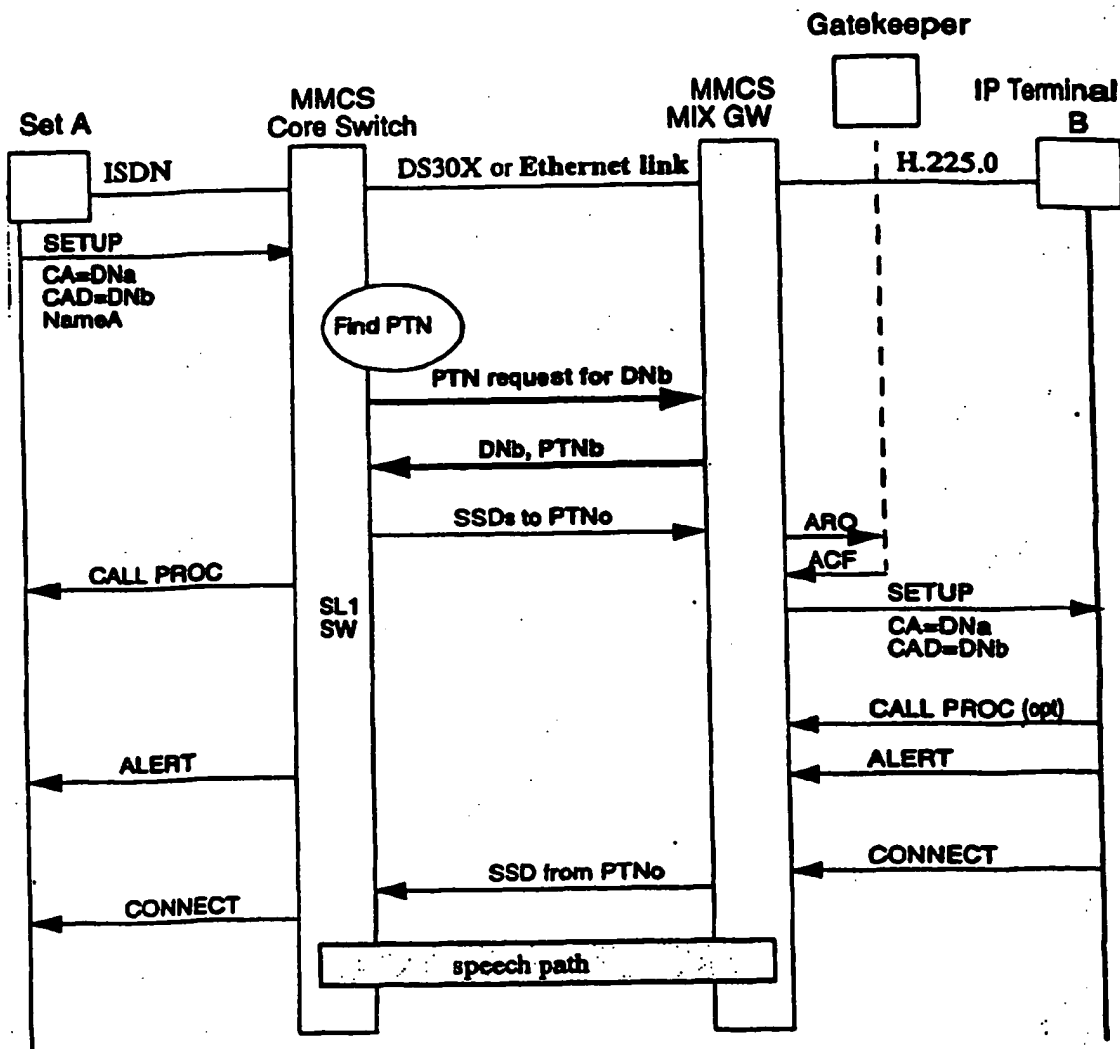 Gatekeeper
MMCS
Core Switch
MMCS
MIX GW
IP Terminal
B
Set A
ISDN
DS30X or Ethernet link
H.225.0
SETUP
CA=DNa
CAD=DNb
NameA
Find PTN
PTN request for DNb
DNb, PTNb
SSDs to PTNo
ARQ
ACF
CALL PROC
SETUP
CA=DNa
CAD=DNb
SL1
SW
CALL PROC (opt)
ALERT
ALERT
CONNECT
SSD from PTNo
CONNECT
speech path